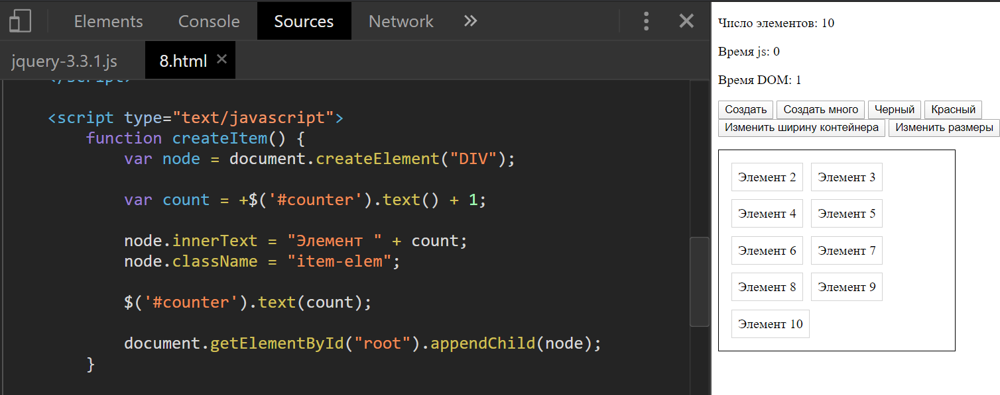 Elements Console Sources Network »
jquery-3.3.1.js 8.html ×
</script>
<script type="text/javascript">
function createItem() {
var node = document.createElement("DIV");
var count = +$('#counter').text() + 1;
node.innerText = "Элемент " + count;
node.className = "item-elem";
$('#counter').text(count);
document.getElementById("root").appendChild(node);
}
Число элементов: 10
Время js: 0
Время DOM: 1
Создать Создать много Черный Красный
Изменить ширину контейнера Изменить размеры
Элемент 2 Элемент 3
Элемент 4 Элемент 5
Элемент 6 Элемент 7
Элемент 8 Элемент 9
Элемент 10